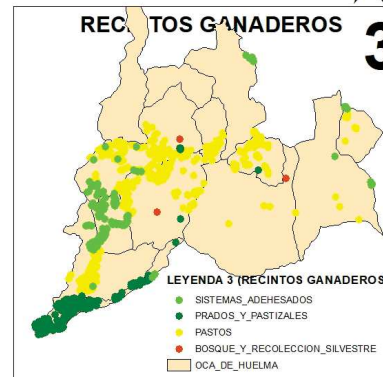 RECINTOS GANADEROS
3
LEYENDA 3 (RECINTOS GANADEROS
SISTEMAS_ADEHESADOS
PRADOS_Y_PASTIZALES
PASTOS
BOSQUE_Y_RECOLECCION_SILVESTRE
OCA_DE_HUELMA